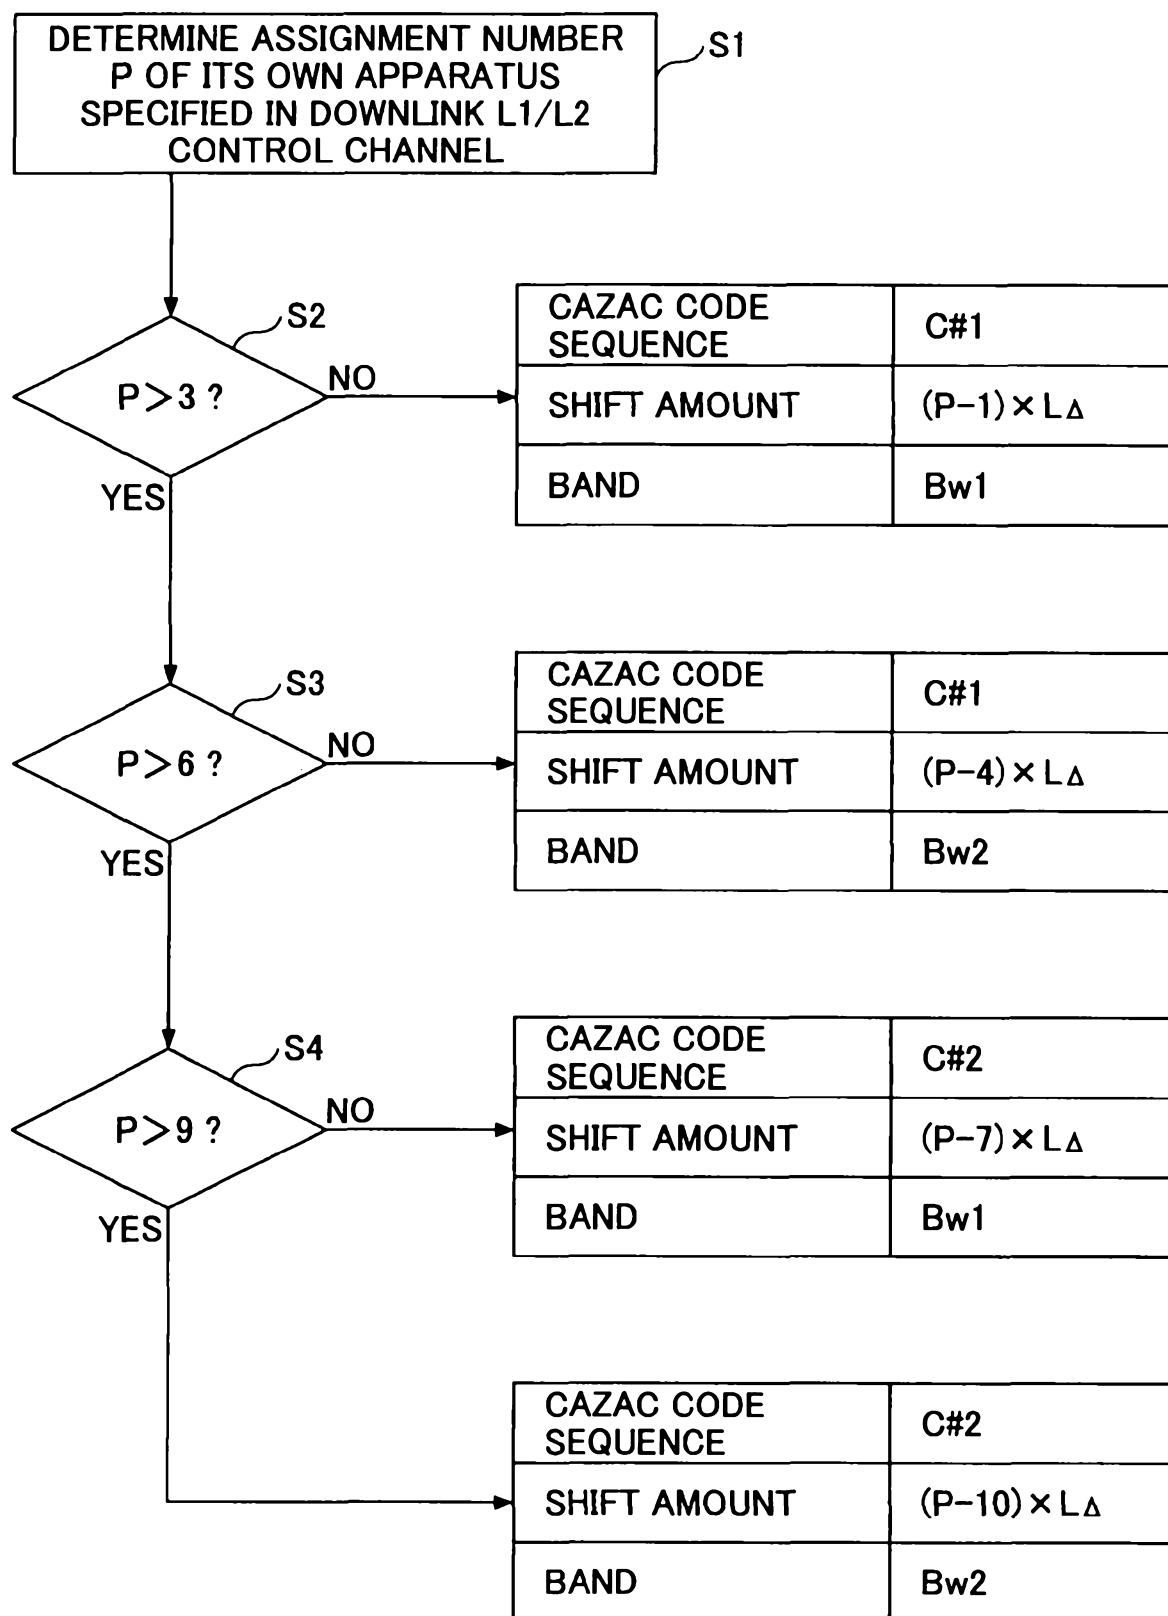 DETERMINE ASSIGNMENT NUMBER
P OF ITS OWN APPARATUS
SPECIFIED IN DOWNLINK L1/L2
CONTROL CHANNEL
S1
S2
P>3 ?
NO
YES
CAZAC CODE
SEQUENCE
C#1
SHIFT AMOUNT
(P-1)×LΔ
BAND
Bw1
S3
P>6 ?
NO
YES
CAZAC CODE
SEQUENCE
C#1
SHIFT AMOUNT
(P-4)×LΔ
BAND
Bw2
S4
P>9 ?
NO
YES
CAZAC CODE
SEQUENCE
C#2
SHIFT AMOUNT
(P-7)×LΔ
BAND
Bw1
CAZAC CODE
SEQUENCE
C#2
SHIFT AMOUNT
(P-10)×LΔ
BAND
Bw2